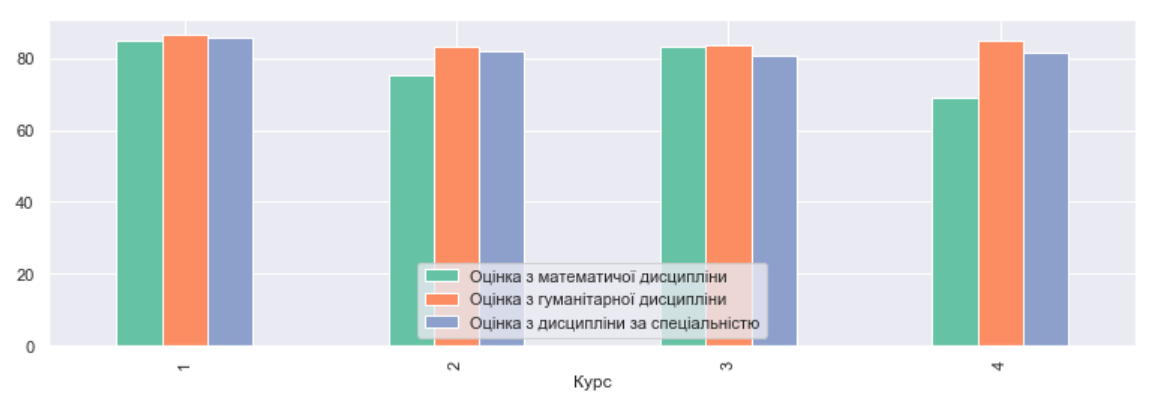 80
60
40
20
0
Оцінка з математичої дисципліни
Оцінка з гуманітарної дисципліни
Оцінка з дисципліни за спеціальністю
1
2
3
4
Курс